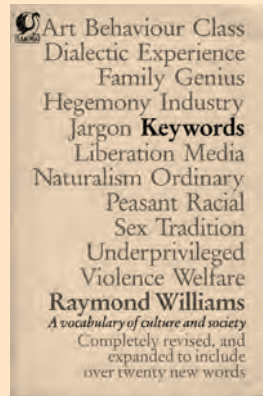 FLAMINGO
Art Behaviour Class
Dialectic Experience
Family Genius
Hegemony Industry
Jargon Keywords
Liberation Media
Naturalism Ordinary
Peasant Racial
Sex Tradition
Underprivileged
Violence Welfare
Raymond Williams
A vocabulary of culture and society
Completely revised, and
expanded to include
over twenty new words